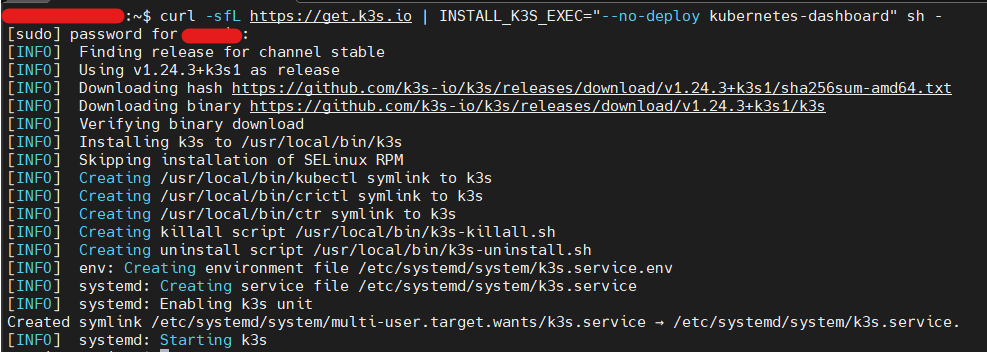 :~$ curl -sfL https://get.k3s.io | INSTALL_K3S_EXEC="--no-deploy kubernetes-dashboard" sh -
[sudo] password for :
[INFO]  Finding release for channel stable
[INFO]  Using v1.24.3+k3s1 as release
[INFO]  Downloading hash https://github.com/k3s-io/k3s/releases/download/v1.24.3+k3s1/sha256sum-amd64.txt
[INFO]  Downloading binary https://github.com/k3s-io/k3s/releases/download/v1.24.3+k3s1/k3s
[INFO]  Verifying binary download
[INFO]  Installing k3s to /usr/local/bin/k3s
[INFO]  Skipping installation of SELinux RPM
[INFO]  Creating /usr/local/bin/kubectl symlink to k3s
[INFO]  Creating /usr/local/bin/crictl symlink to k3s
[INFO]  Creating /usr/local/bin/ctr symlink to k3s
[INFO]  Creating killall script /usr/local/bin/k3s-killall.sh
[INFO]  Creating uninstall script /usr/local/bin/k3s-uninstall.sh
[INFO]  env: Creating environment file /etc/systemd/system/k3s.service.env
[INFO]  systemd: Creating service file /etc/systemd/system/k3s.service
[INFO]  systemd: Enabling k3s unit
Created symlink /etc/systemd/system/multi-user.target.wants/k3s.service → /etc/systemd/system/k3s.service.
[INFO]  systemd: Starting k3s